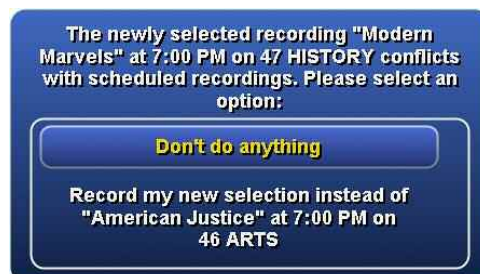 The newly selected recording "Modern
Marvels" at 7:00 PM on 47 HISTORY conflicts
with scheduled recordings. Please select an
option:
Don't do anything
Record my new selection instead of
"American Justice" at 7:00 PM on
46 ARTS